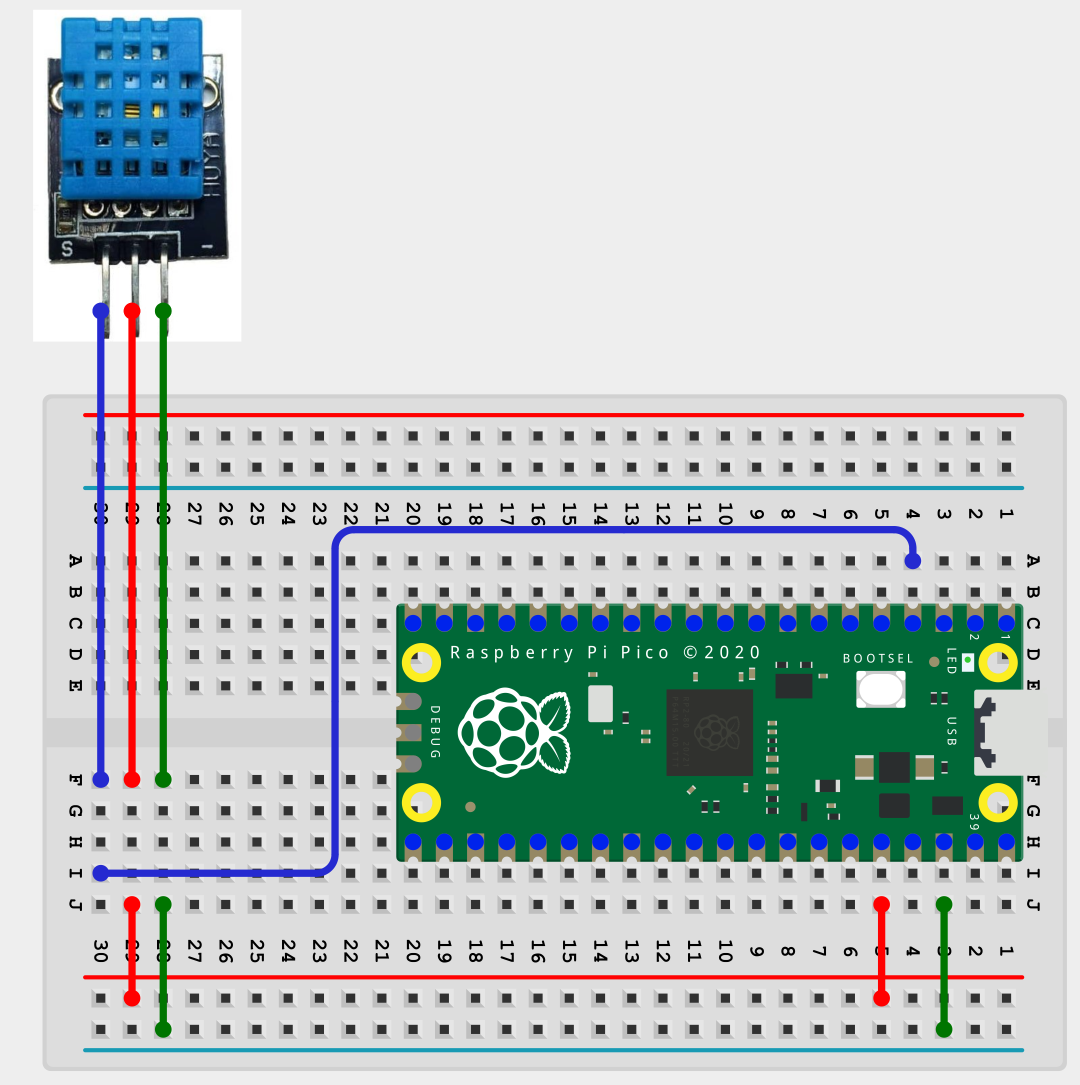 HUYA
S -
30 29 28 27 26 25 24 23 22 21 20 19 18 17 16 15 14 13 12 11 10 9 8 7 6 5 4 3 2 1
A A
B B
C C
2 1
D Raspberry Pi Pico © 2020 BOOTSEL LED D
E E
DEBUG USB
F F
G 39 G
H H
I I
J J
30 29 28 27 26 25 24 23 22 21 20 19 18 17 16 15 14 13 12 11 10 9 8 7 6 5 4 3 2 1